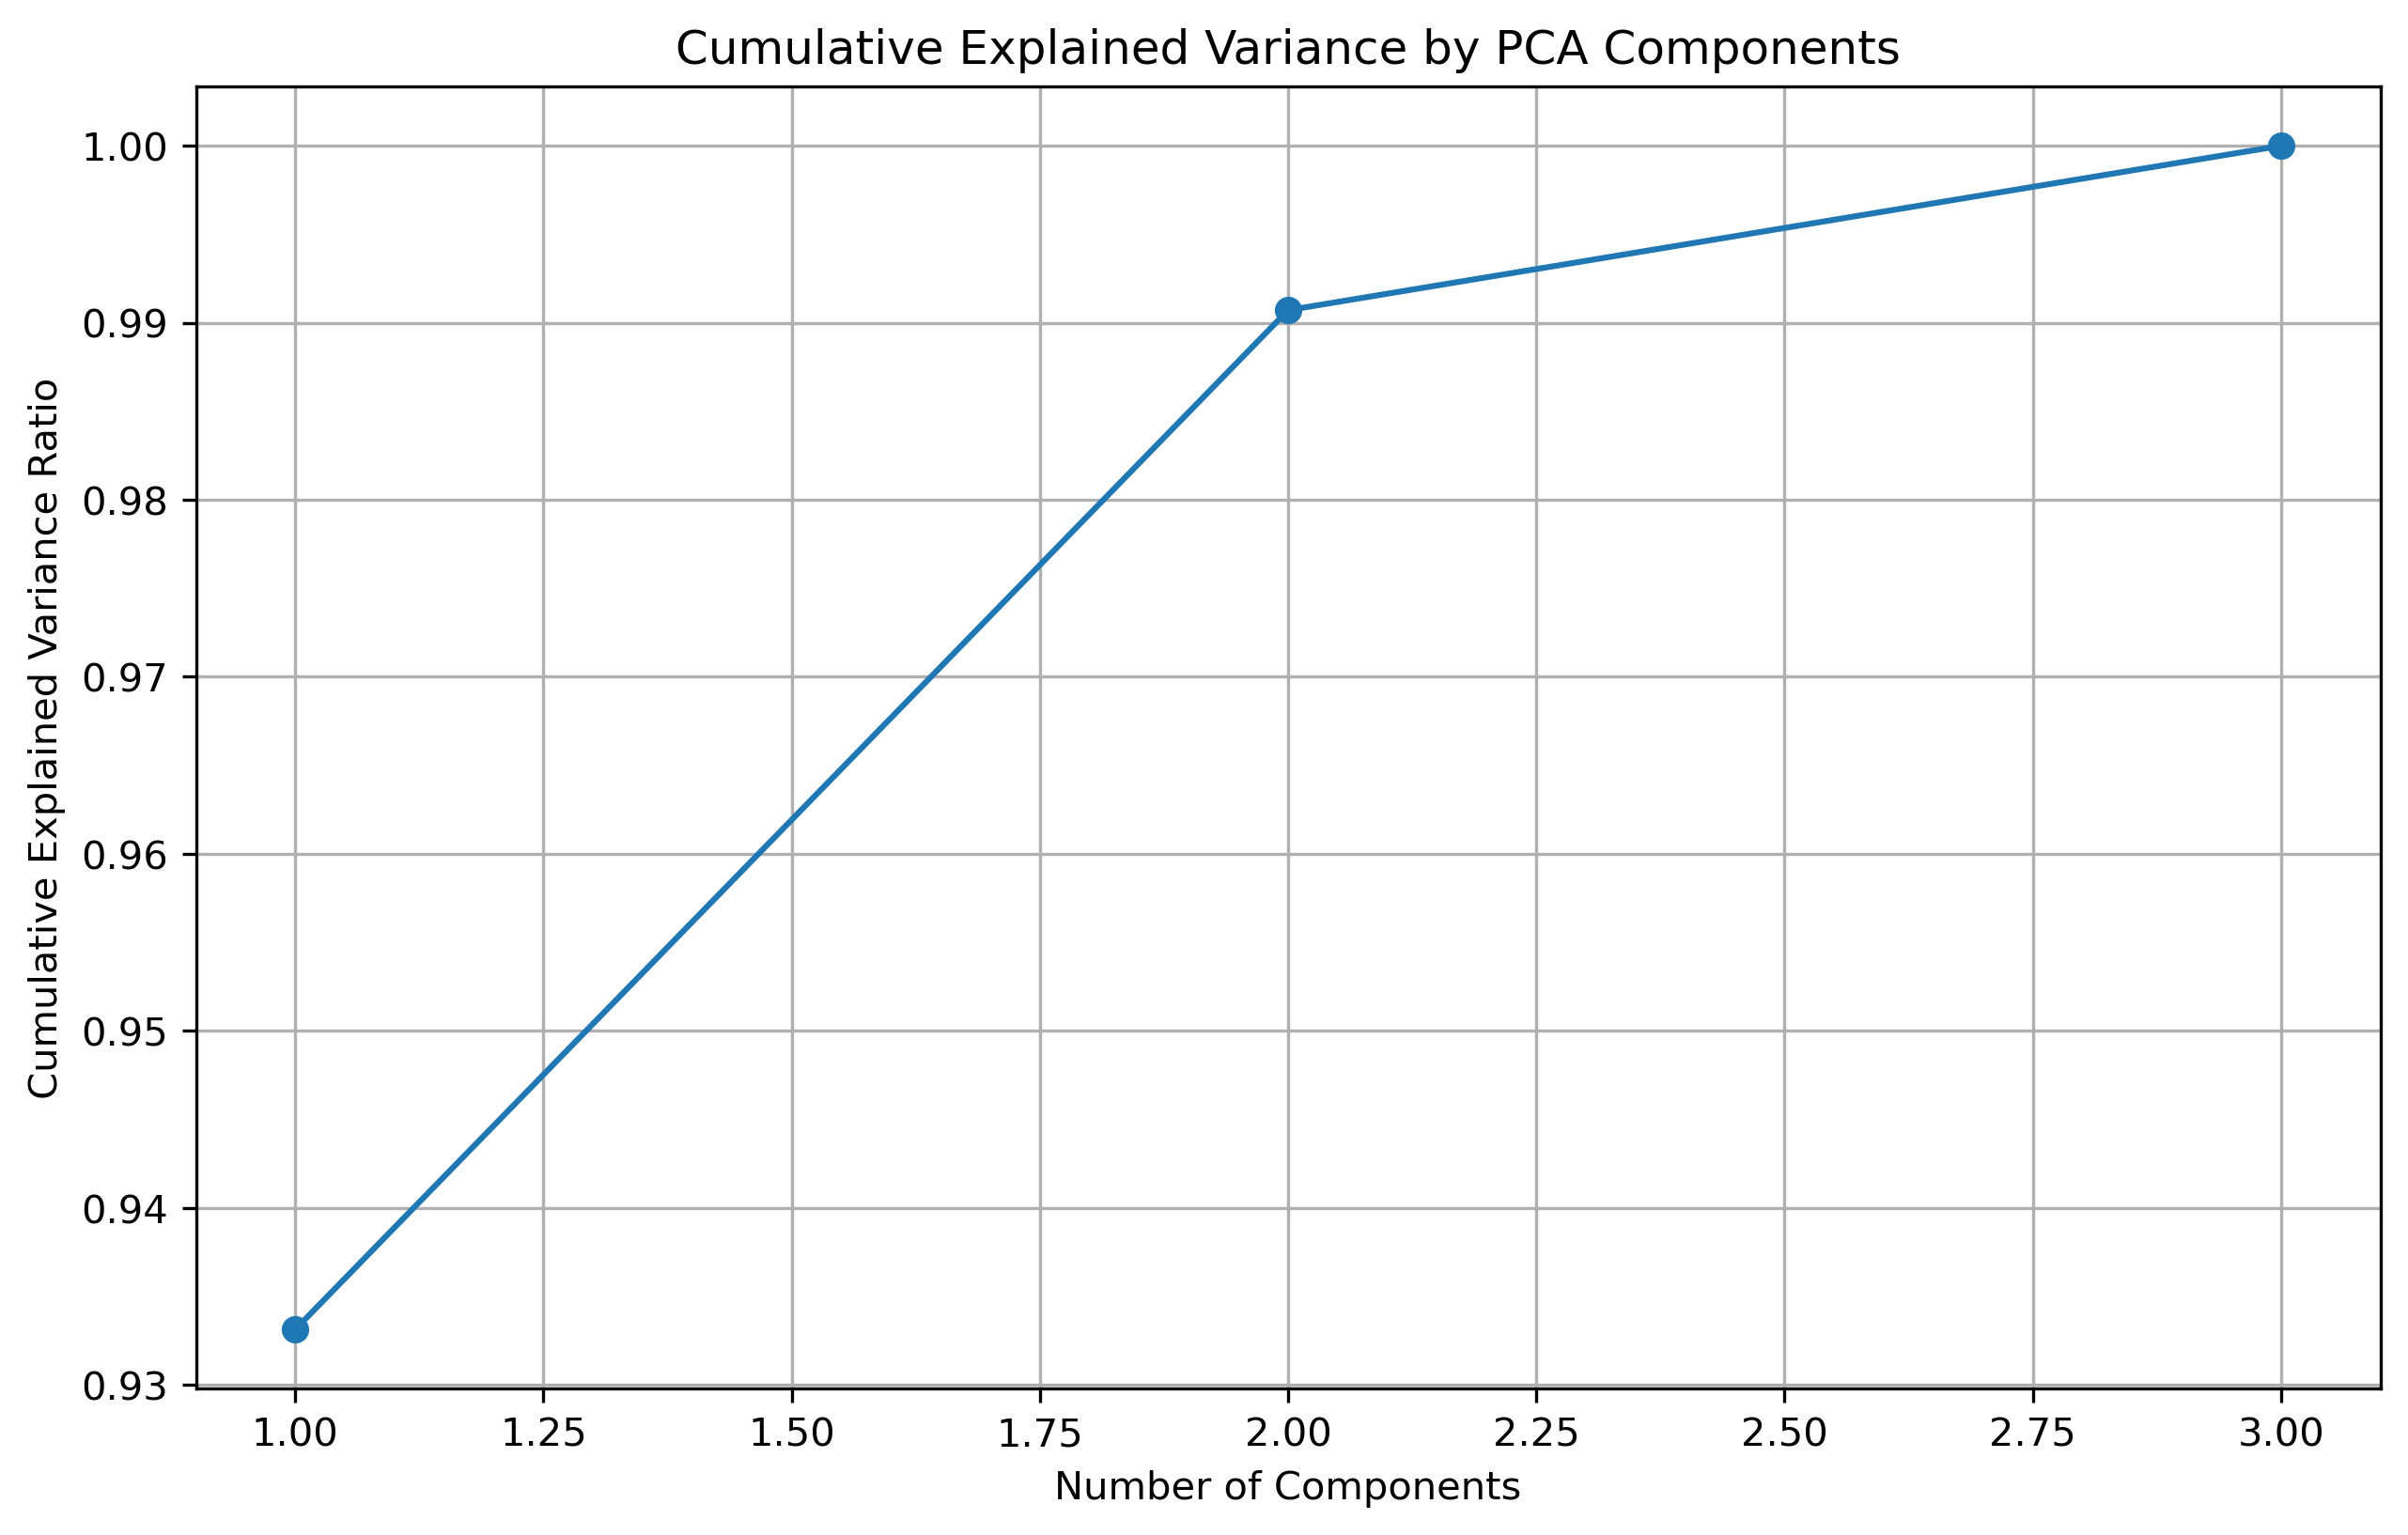 Cumulative Explained Variance by PCA Components
1.00
0.99
0.98
0.97
0.96
0.95
0.94
0.93
Cumulative Explained Variance Ratio
1.00 1.25 1.50 1.75 2.00 2.25 2.50 2.75 3.00
Number of Components